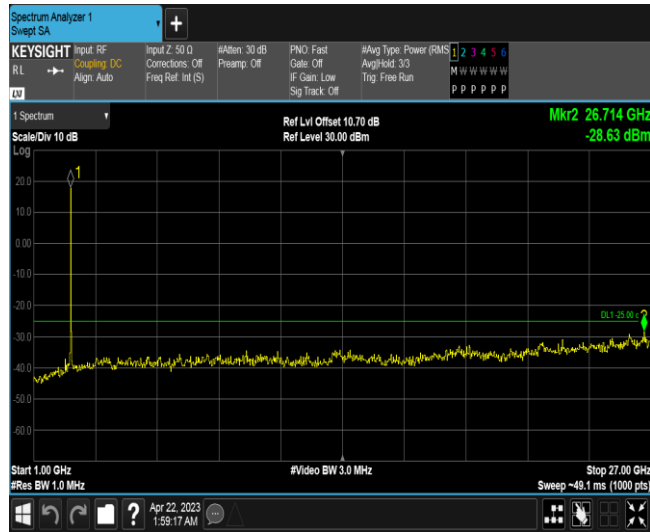 Spectrum Analyzer 1
Swept SA
+
KEYSIGHT Input: RF Input Z: 50 Ω #Atten: 30 dB PNO: Fast #Avg Type: Power (RMS 1 2 3 4 5 6
RL Coupling: DC Corrections: Off Preamp: Off Gate: Off Avg|Hold: 3/3 M W W W W W
Align: Auto Freq Ref: Int (S) IF Gain: Low Trig: Free Run
Sig Track: Off P P P P P P
LXI
1 Spectrum Ref Lvl Offset 10.70 dB Mkr2 26.714 GHz
Scale/Div 10 dB Ref Level 30.00 dBm -28.63 dBm
Log
1
20.0
10.0
0.00
-10.0
-20.0
DL1 -25.00 2
-30.0
-40.0
-50.0
-60.0
Start 1.00 GHz #Video BW 3.0 MHz Stop 27.00 GHz
#Res BW 1.0 MHz Sweep ~49.1 ms (1000 pts)
? Apr 22, 2023
1:59:17 AM